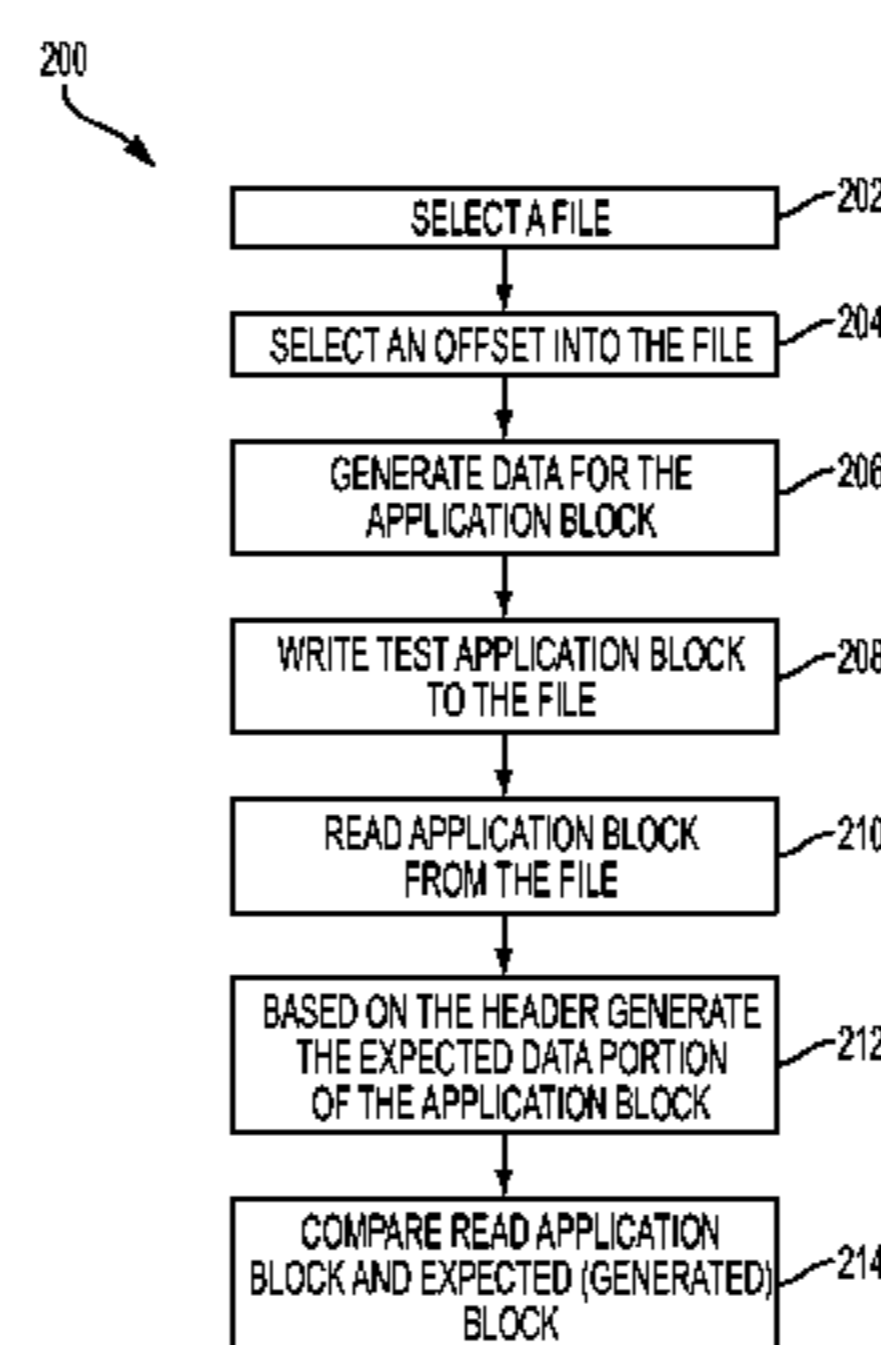 200
SELECT A FILE
202
SELECT AN OFFSET INTO THE FILE
204
GENERATE DATA FOR THE
APPLICATION BLOCK
206
WRITE TEST APPLICATION BLOCK
TO THE FILE
208
READ APPLICATION BLOCK
FROM THE FILE
210
BASED ON THE HEADER GENERATE
THE EXPECTED DATA PORTION
OF THE APPLICATION BLOCK
212
COMPARE READ APPLICATION
BLOCK AND EXPECTED (GENERATED)
BLOCK
214